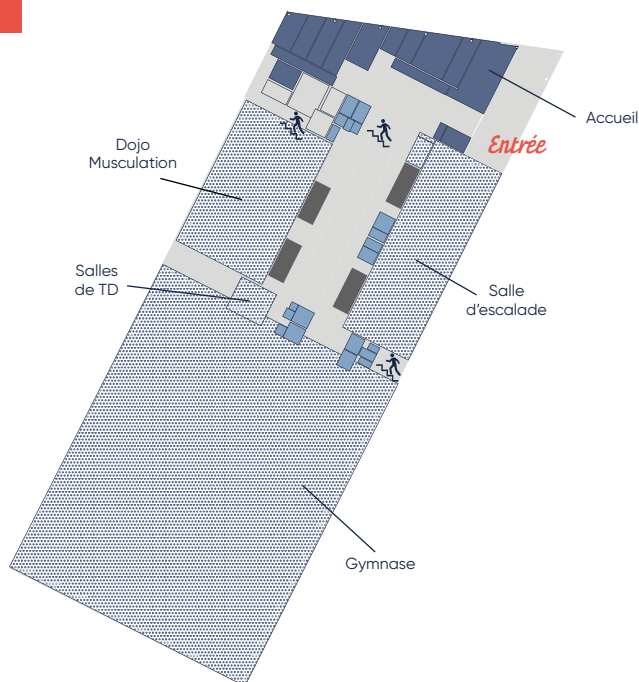 Accueil
Entrée
Dojo
Musculation
Salles
de TD
Salle
d'escalade
Gymnase